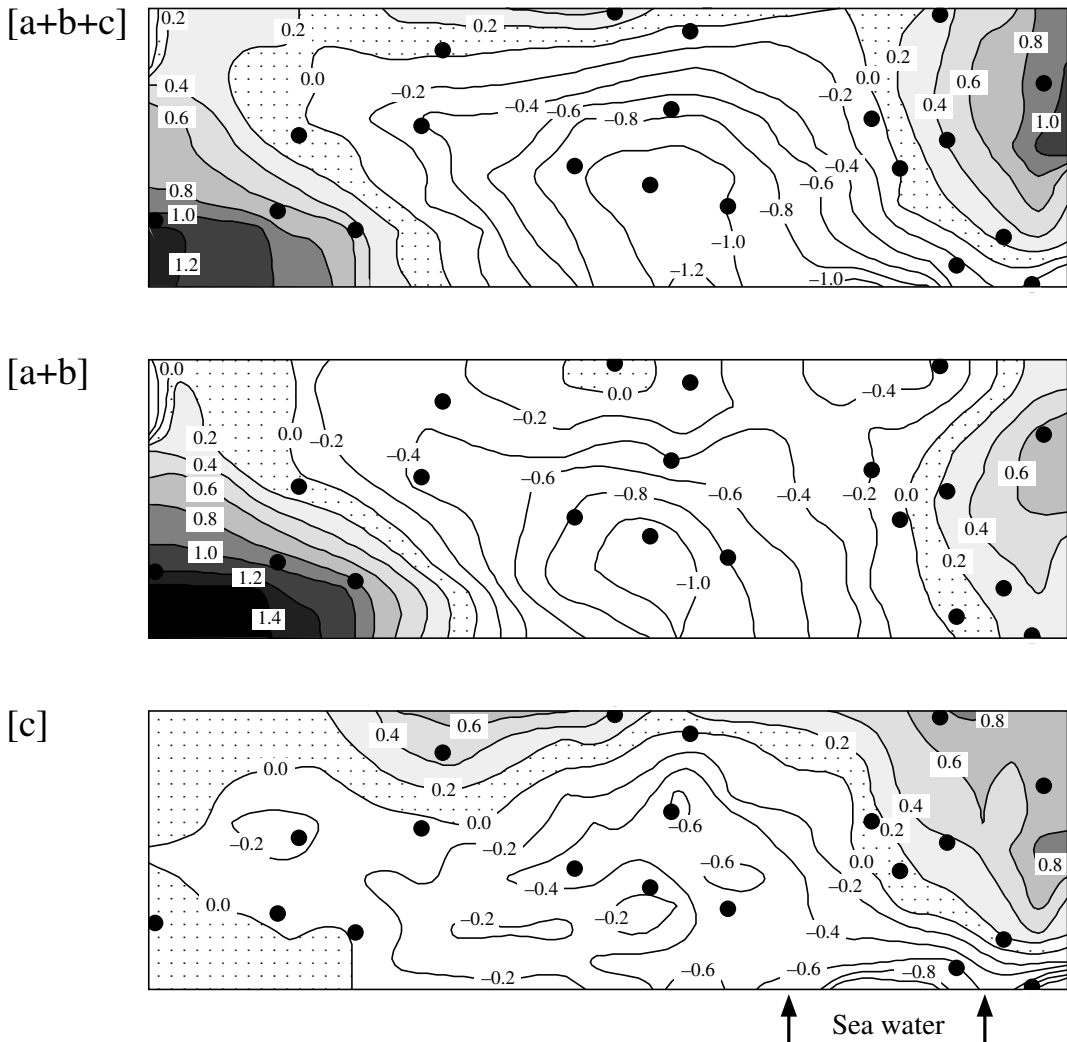 [a+b+c]
0.2 0.2 0.2 −0.2 0.0 0.2 0.8
0.4 0.0 −0.2 0.0 0.6
0.6 −0.4 −0.6 −0.8 −0.2 0.4 1.0
−0.6 −0.4
0.8 −0.8
1.0 −1.0
1.2 −1.2 −1.0
[a+b]
0.0 0.0 −0.4
0.2 0.0 −0.2 −0.2
0.4 −0.4 0.6
0.6 −0.6 −0.8 −0.6 −0.4 −0.2 0.0
0.8 0.4
1.0 0.2
1.2 −1.0
1.4
[c]
0.4 0.6 0.2 0.8
0.0 0.2 0.6
−0.2 0.0 −0.6 0.2 0.4
−0.2 0.0 0.8
0.0 −0.4 −0.6 −0.2
−0.2 −0.2 −0.4
−0.2 −0.6 −0.6 −0.8
Sea water